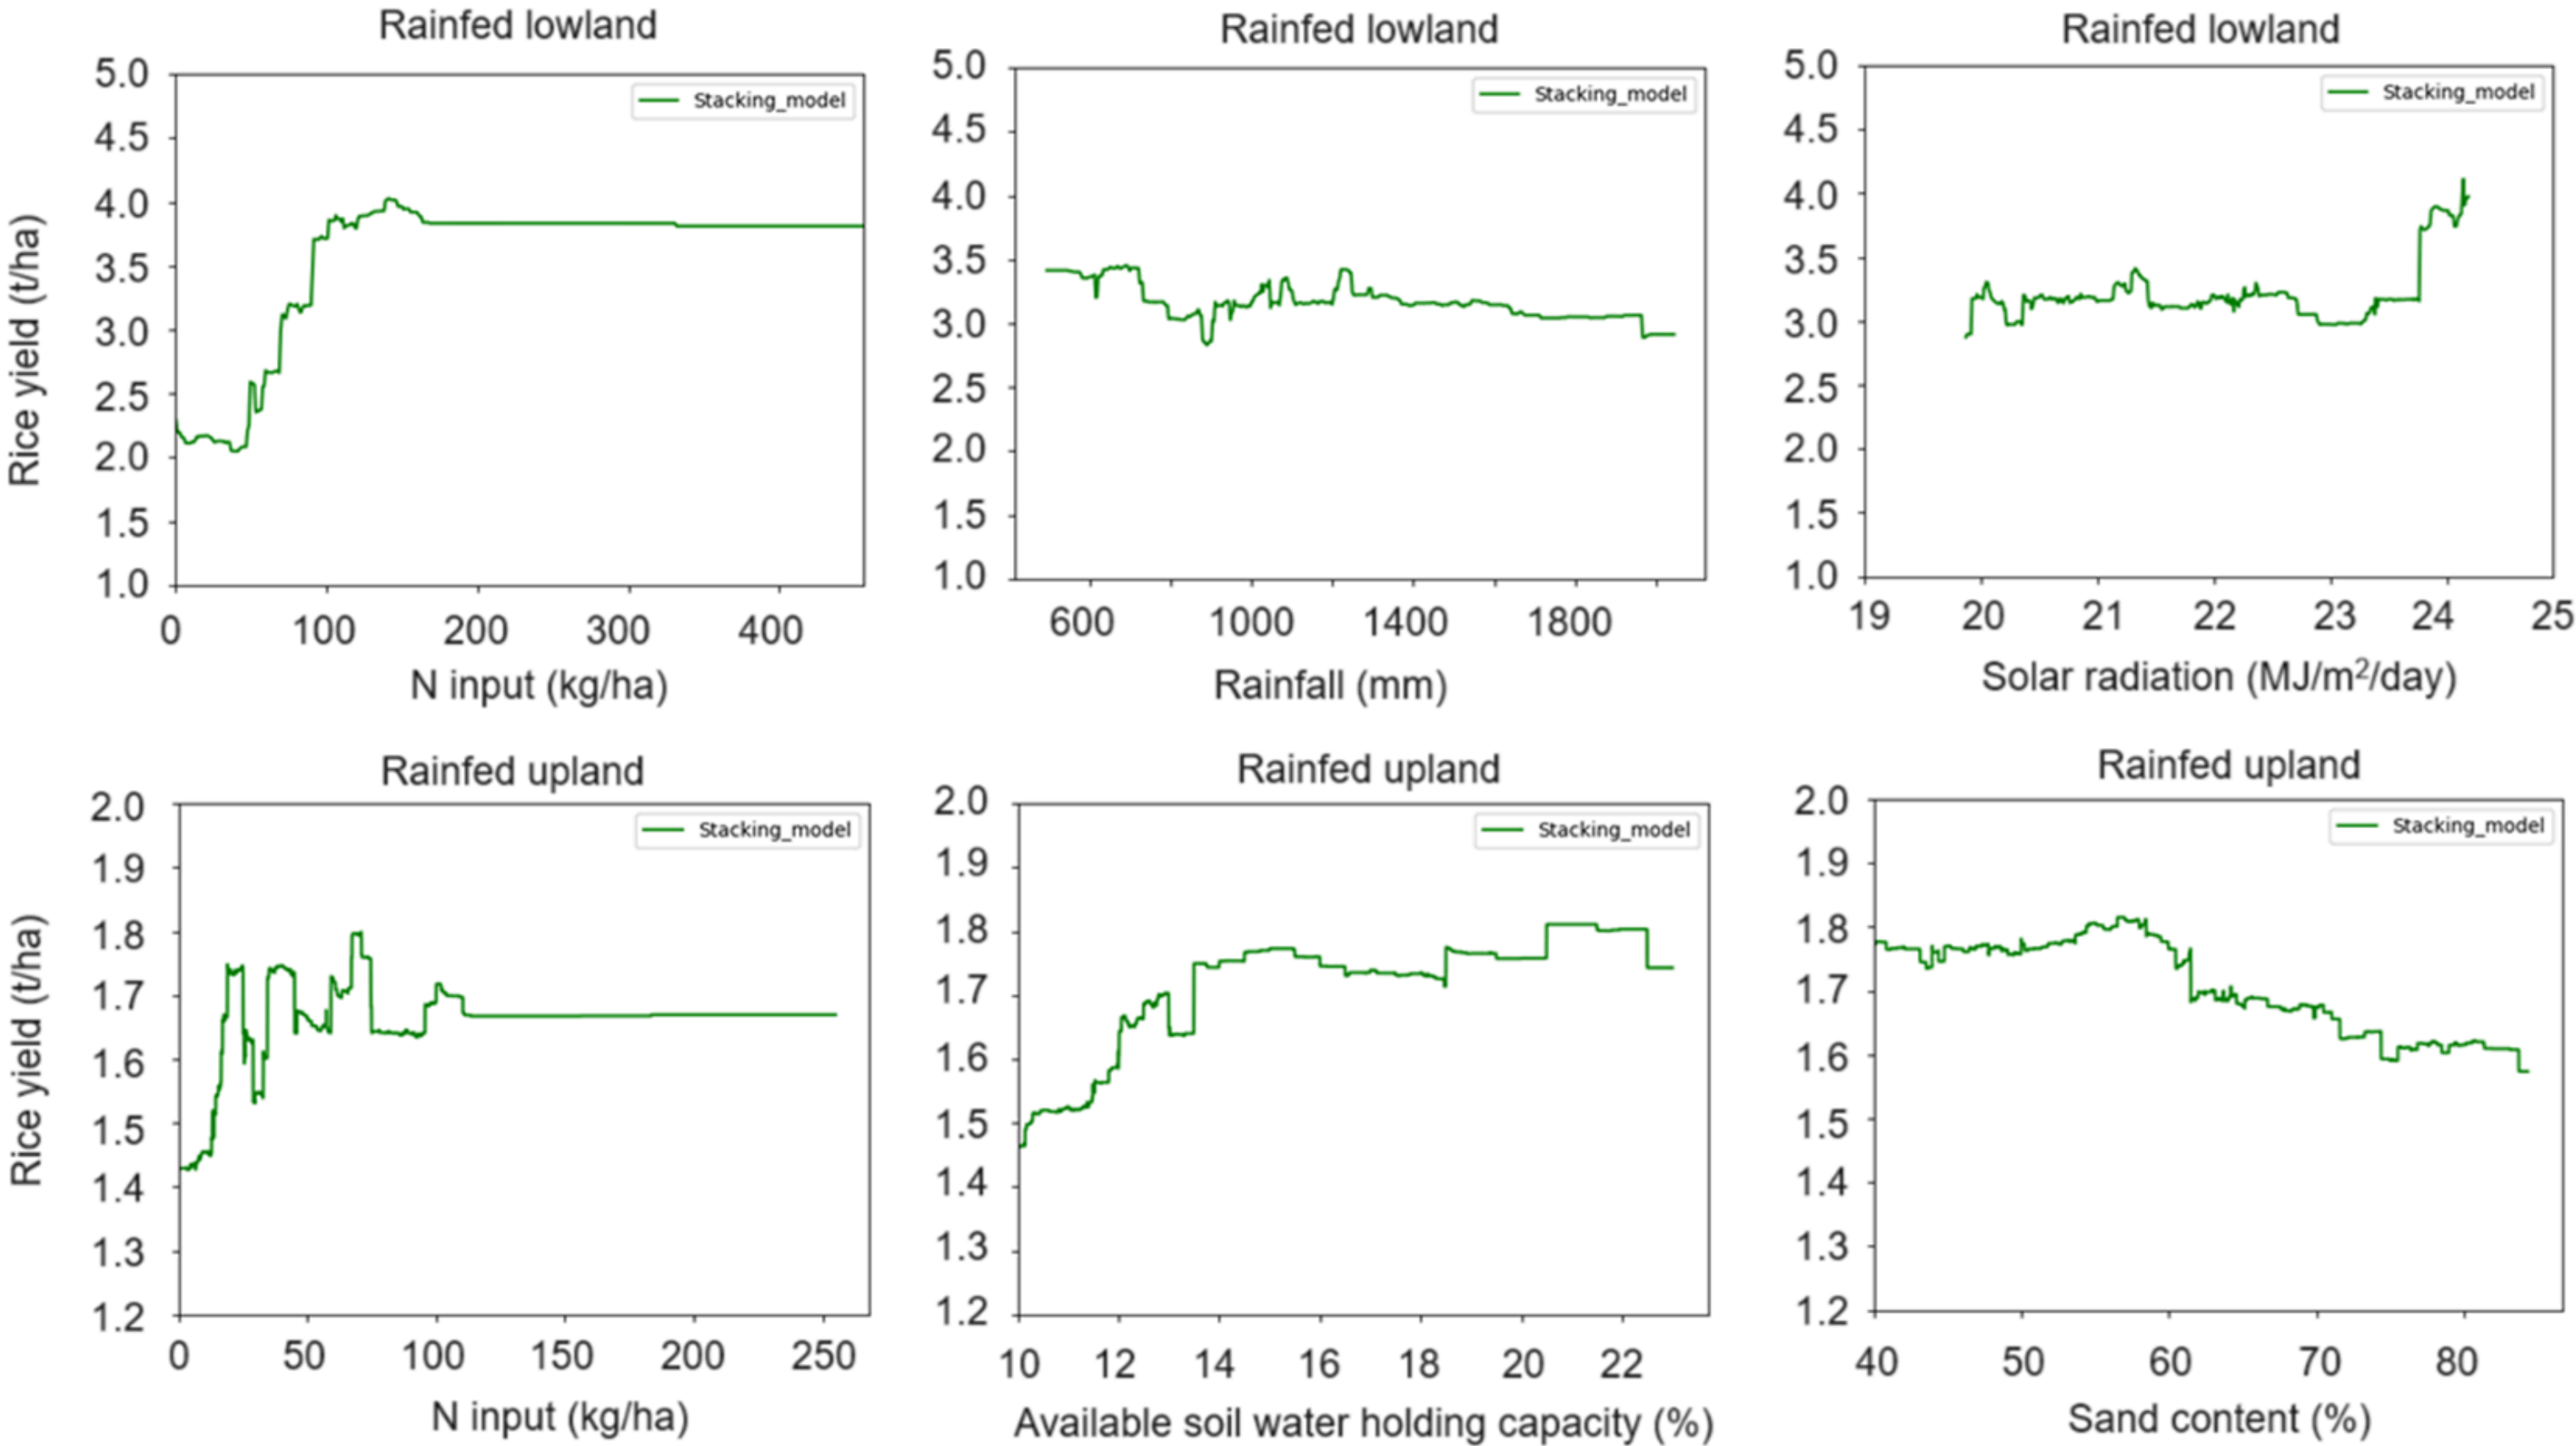 Rainfed lowland
Stacking_model
Rice yield (t/ha)
5.0
4.5
4.0
3.5
3.0
2.5
2.0
1.5
1.0
0 100 200 300 400
N input (kg/ha)
Rainfed lowland
Stacking_model
5.0
4.5
4.0
3.5
3.0
2.5
2.0
1.5
1.0
600 1000 1400 1800
Rainfall (mm)
Rainfed lowland
Stacking_model
5.0
4.5
4.0
3.5
3.0
2.5
2.0
1.5
1.0
19 20 21 22 23 24 25
Solar radiation (MJ/m²/day)
Rainfed upland
Stacking_model
Rice yield (t/ha)
2.0
1.9
1.8
1.7
1.6
1.5
1.4
1.3
1.2
0 50 100 150 200 250
N input (kg/ha)
Rainfed upland
Stacking_model
2.0
1.9
1.8
1.7
1.6
1.5
1.4
1.3
1.2
10 12 14 16 18 20 22
Available soil water holding capacity (%)
Rainfed upland
Stacking_model
2.0
1.9
1.8
1.7
1.6
1.5
1.4
1.3
1.2
40 50 60 70 80
Sand content (%)